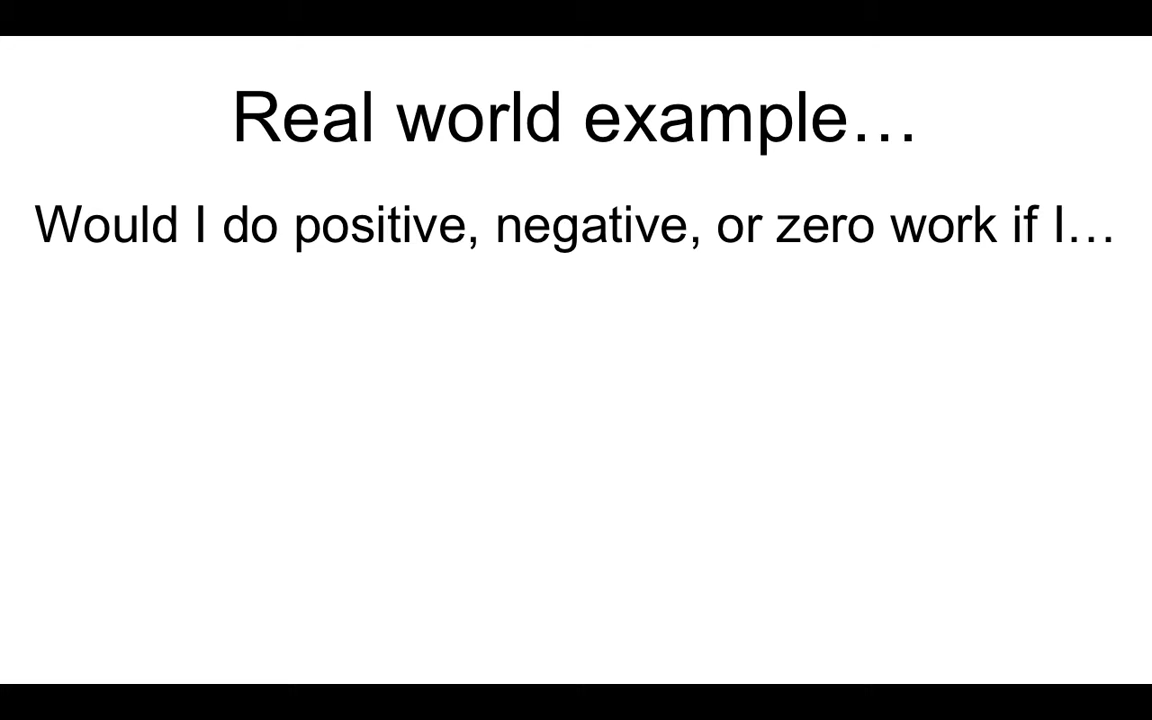 Real world example…
Would I do positive, negative, or zero work if I…